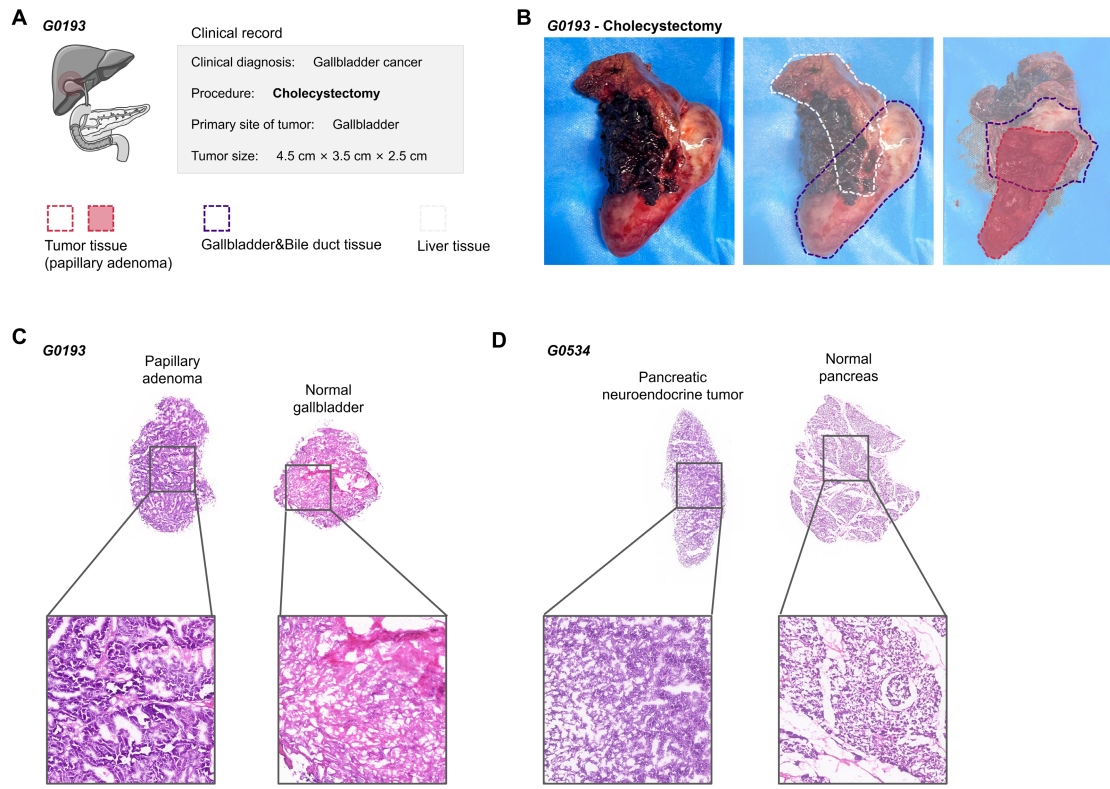 A
G0193
Clinical record
Clinical diagnosis: Gallbladder cancer
Procedure: Cholecystectomy
Primary site of tumor: Gallbladder
Tumor size: 4.5 cm × 3.5 cm × 2.5 cm
Tumor tissue
(papillary adenoma)
Gallbladder&Bile duct tissue
Liver tissue
B
G0193 - Cholecystectomy
C
G0193
Papillary
adenoma
Normal
gallbladder
D
G0534
Pancreatic
neuroendocrine tumor
Normal
pancreas